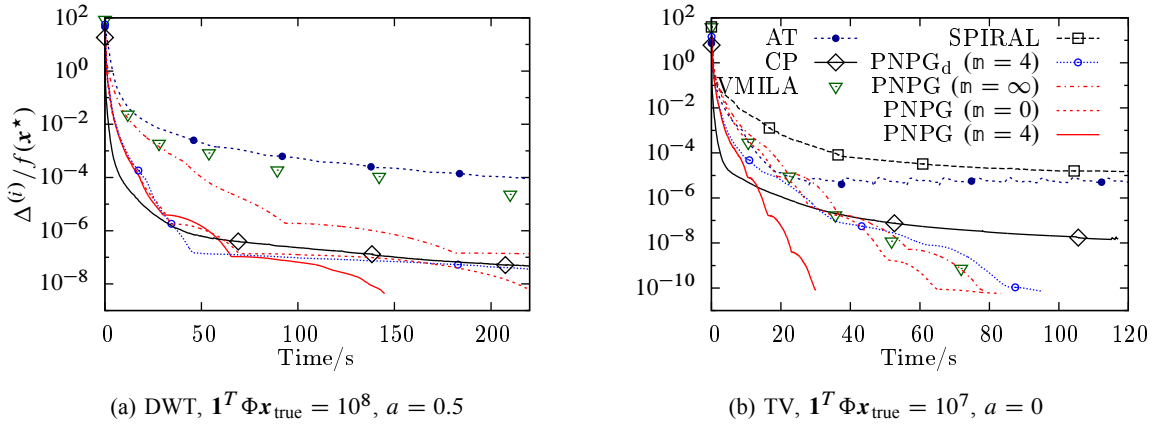 Δ^(i)/f(x⋆)
10^2
10^0
10^-2
10^-4
10^-6
10^-8
0 50 100 150 200
Time/s
(a) DWT, 1^T Φx_true = 10^8, a = 0.5
10^2
10^0
10^-2
10^-4
10^-6
10^-8
10^-10
AT
CP
VMILA
SPIRAL
PNPG_d (m = 4)
PNPG (m = ∞)
PNPG (m = 0)
PNPG (m = 4)
0 20 40 60 80 100 120
Time/s
(b) TV, 1^T Φx_true = 10^7, a = 0